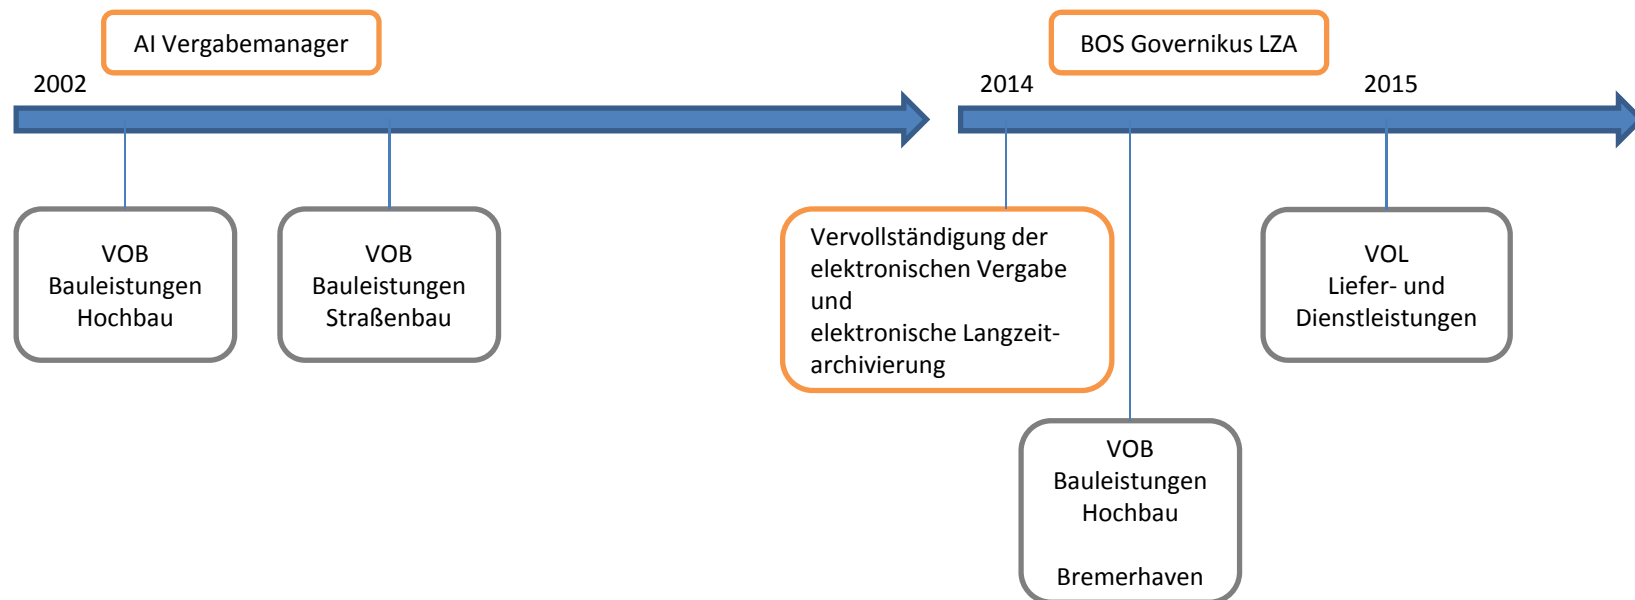 AI Vergabemanager
BOS Governikus LZA
2002
2014
2015
VOB
Bauleistungen
Hochbau
VOB
Bauleistungen
Straßenbau
Vervollständigung der
elektronischen Vergabe
und
elektronische Langzeit-
archivierung
VOL
Liefer- und
Dienstleistungen
VOB
Bauleistungen
Hochbau
Bremerhaven